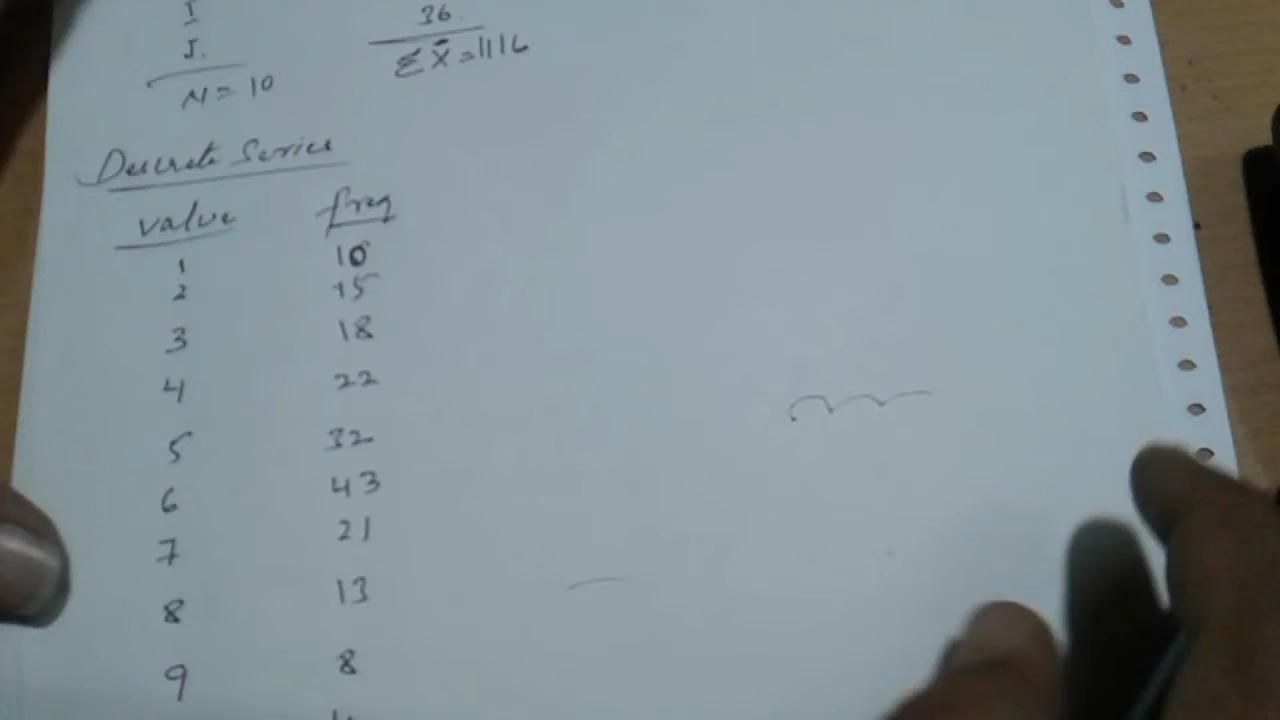 I 36
J. Σ X̄ = 1116
N = 10
Discrete Series
value freq
1 10
2 15
3 18
4 22
5 32
6 43
7 21
8 13
9 8